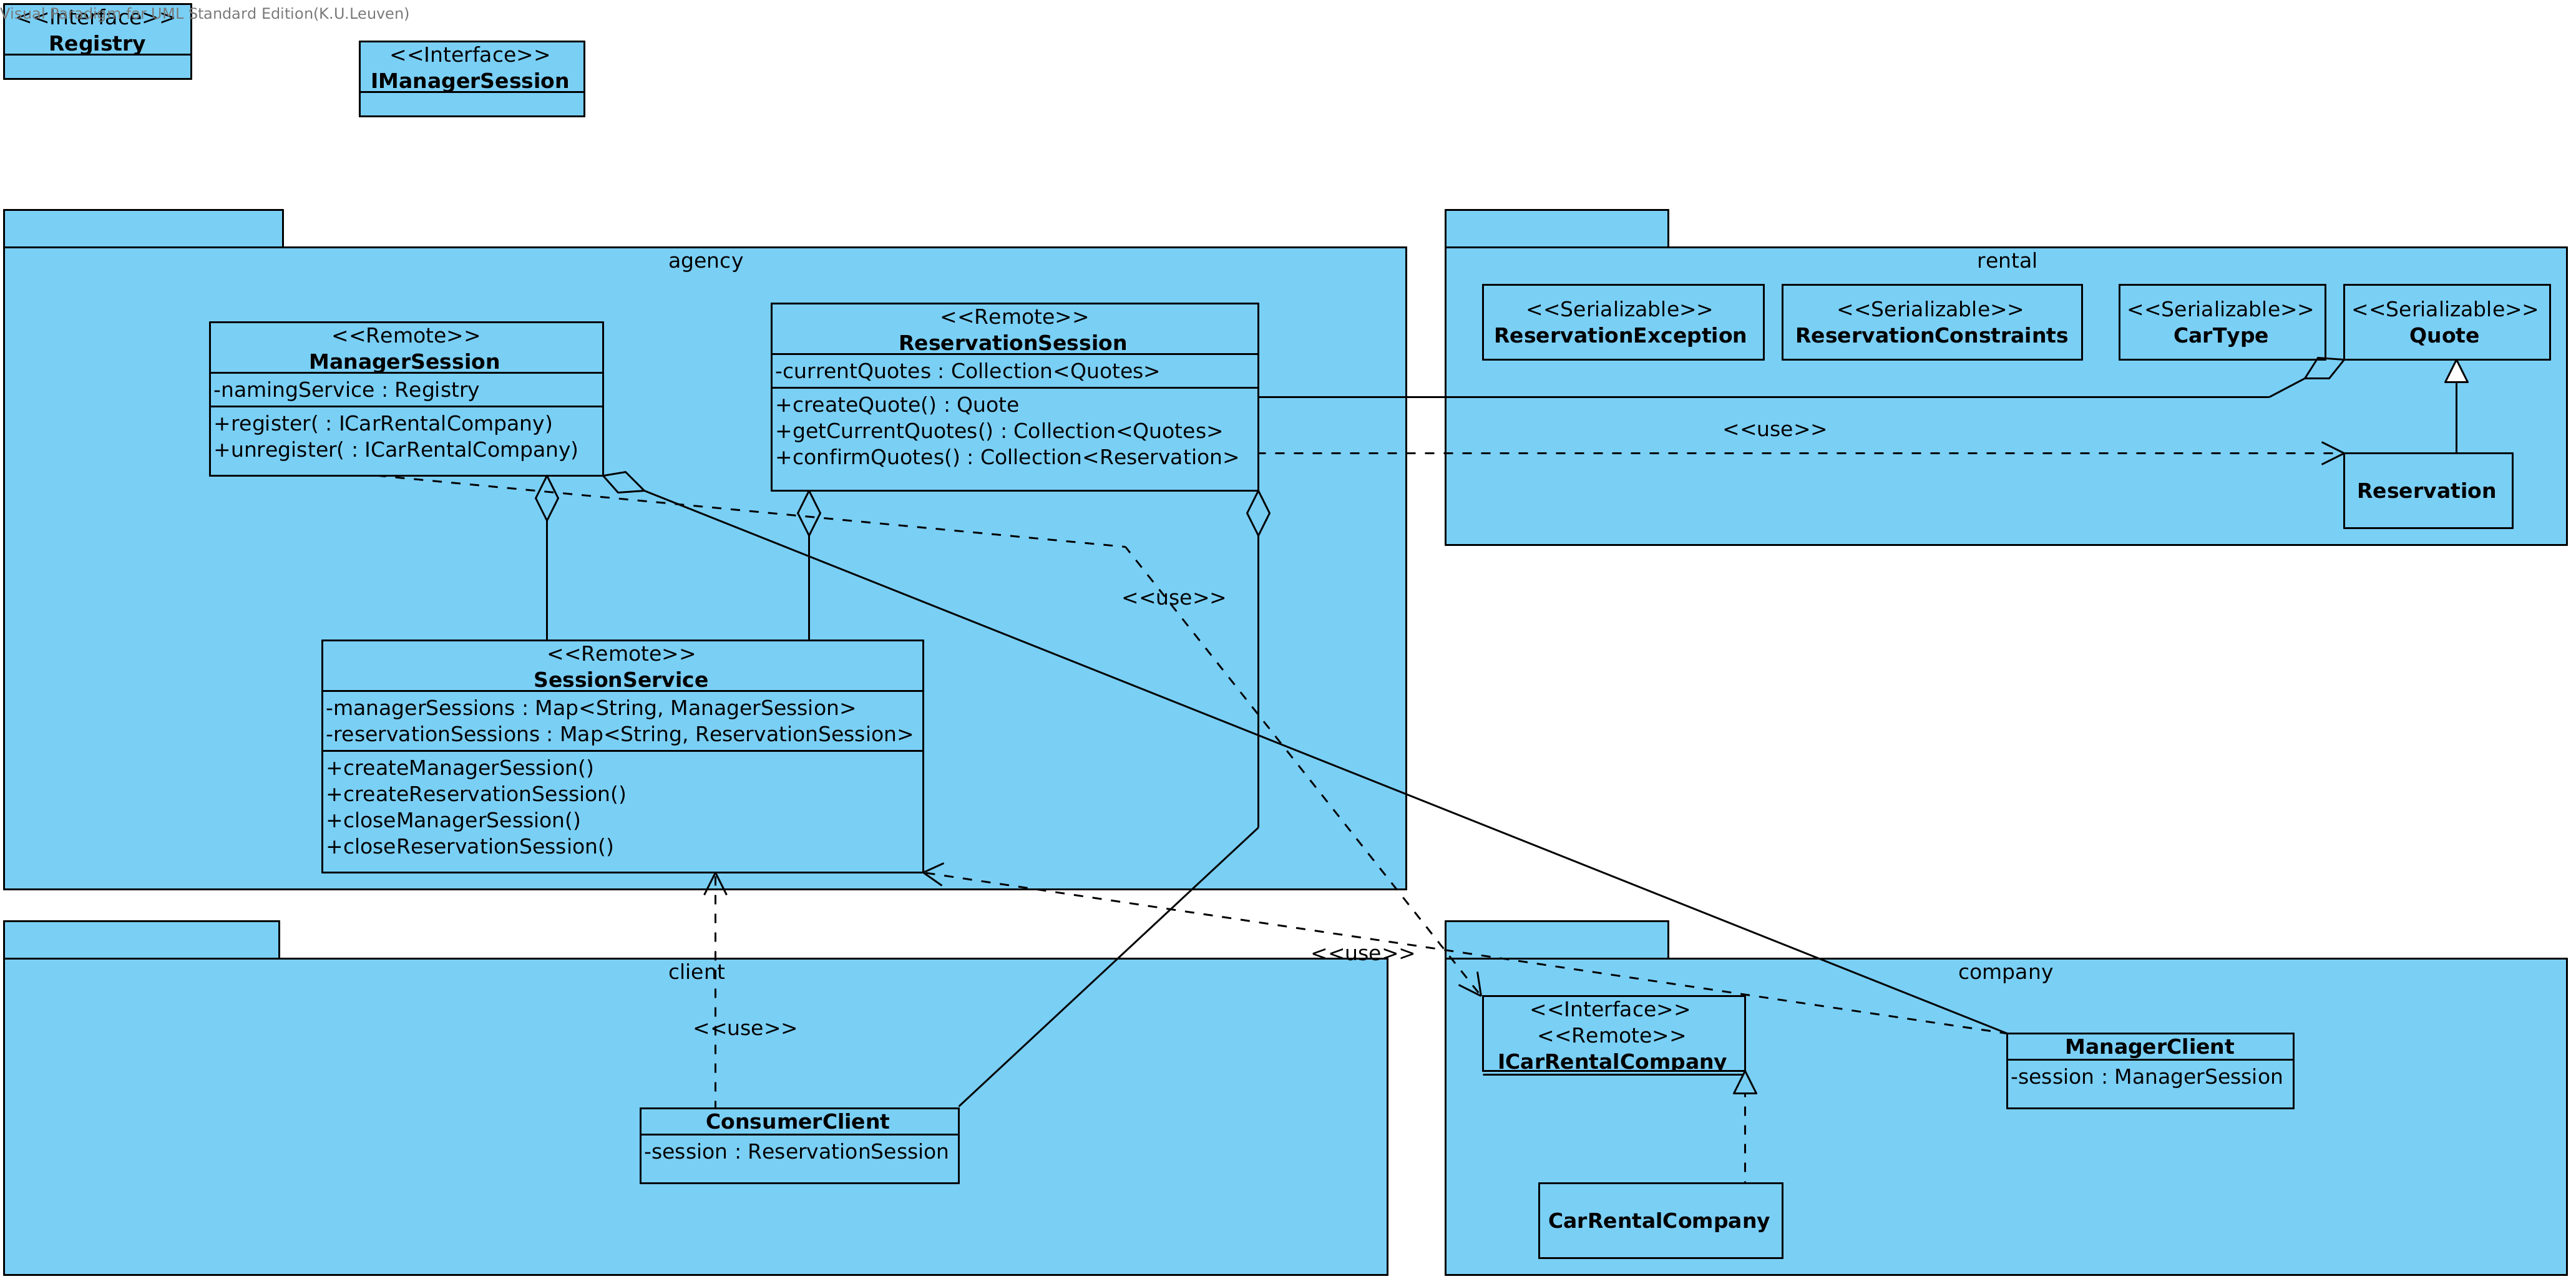 Visual Paradigm for UML Standard Edition(K.U.Leuven)
<<Interface>>
Registry
<<Interface>>
IManagerSession
agency
<<Remote>>
ManagerSession
-namingService : Registry
+register( : ICarRentalCompany)
+unregister( : ICarRentalCompany)
<<Remote>>
ReservationSession
-currentQuotes : Collection<Quotes>
+createQuote() : Quote
+getCurrentQuotes() : Collection<Quotes>
+confirmQuotes() : Collection<Reservation>
rental
<<Serializable>>
ReservationException
<<Serializable>>
ReservationConstraints
<<Serializable>>
CarType
<<Serializable>>
Quote
<<use>>
Reservation
<<use>>
<<Remote>>
SessionService
-managerSessions : Map<String, ManagerSession>
-reservationSessions : Map<String, ReservationSession>
+createManagerSession()
+createReservationSession()
+closeManagerSession()
+closeReservationSession()
<<use>>
client
<<use>>
ConsumerClient
-session : ReservationSession
company
<<Interface>>
<<Remote>>
ICarRentalCompany
ManagerClient
-session : ManagerSession
CarRentalCompany